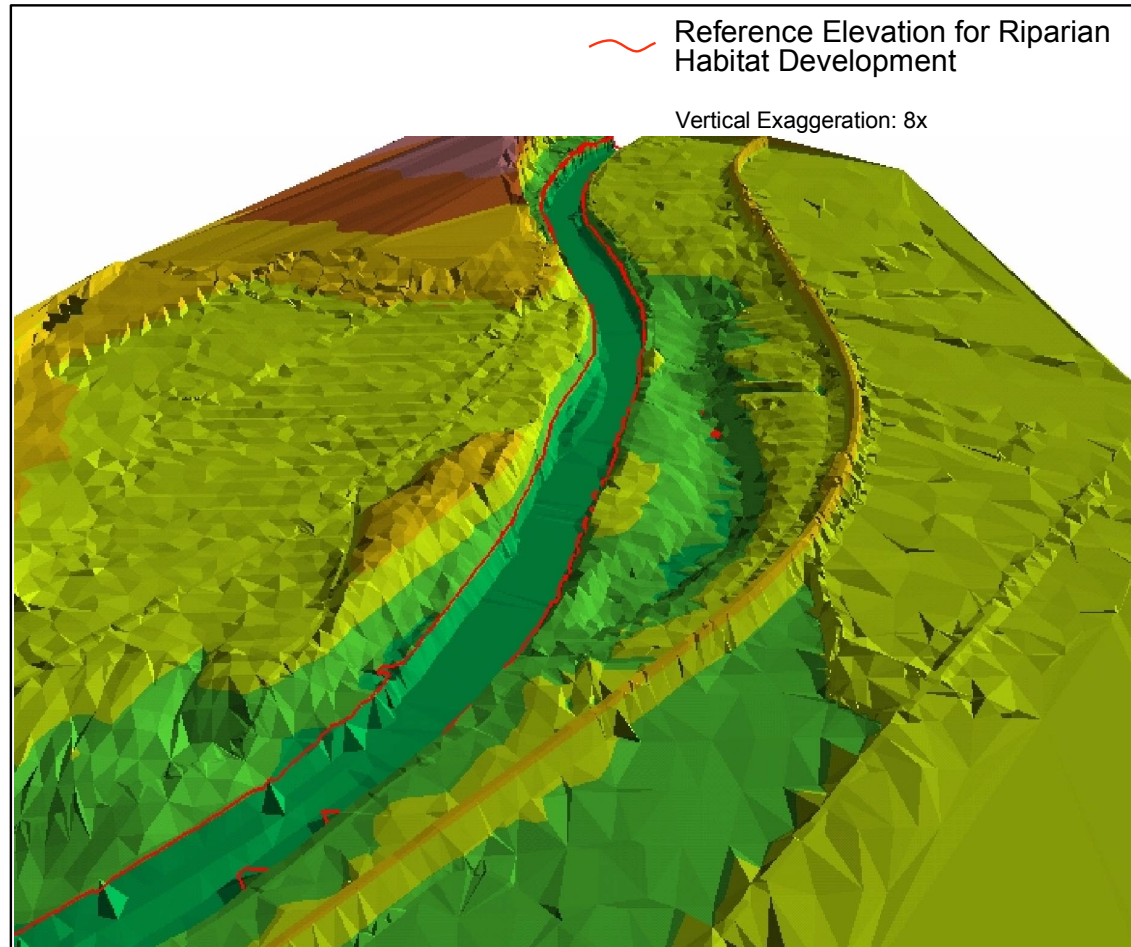 Reference Elevation for Riparian
Habitat Development
Vertical Exaggeration: 8x